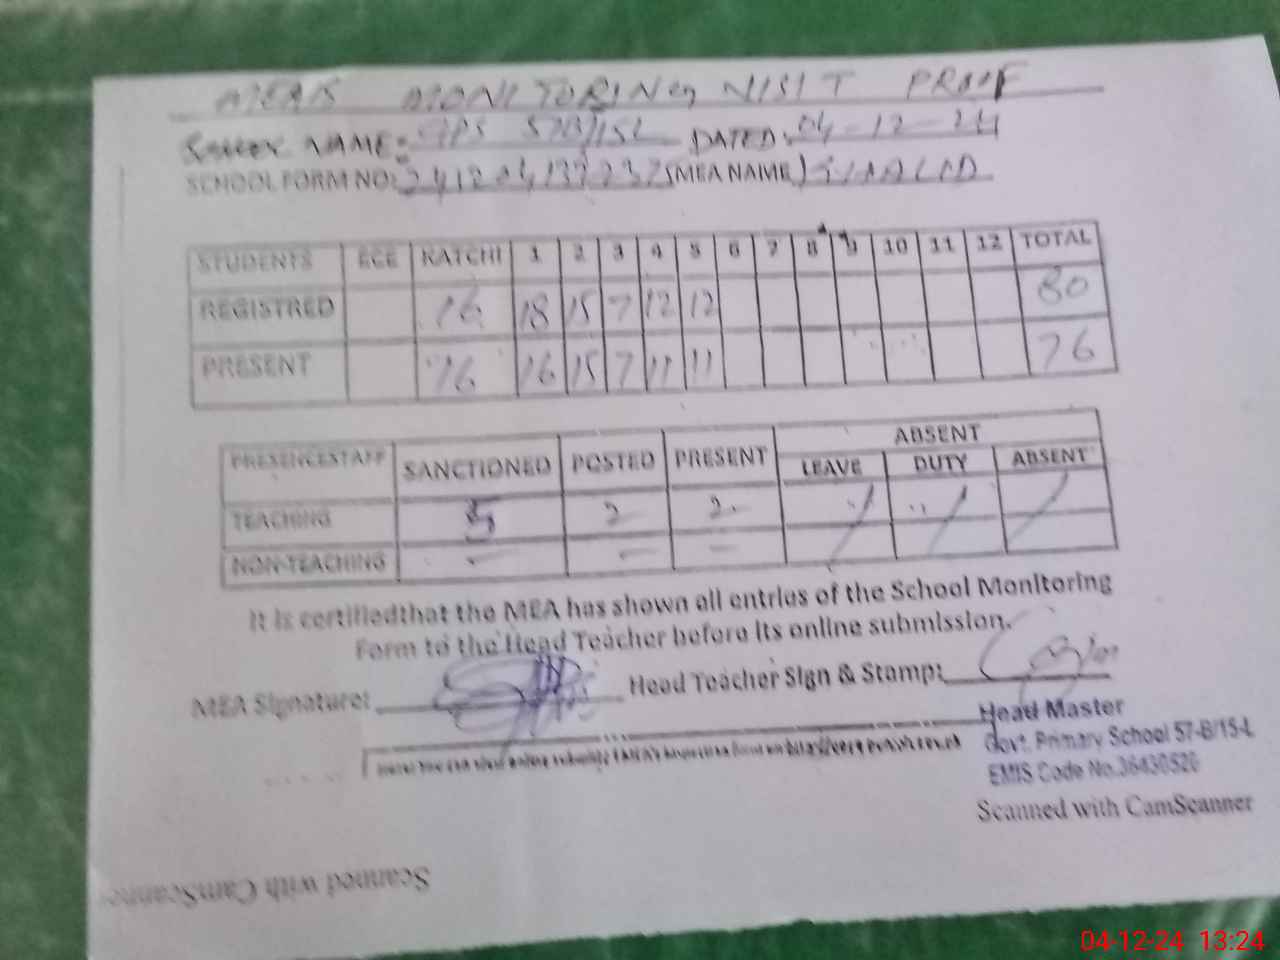 MEA'S MONITORING VISIT PROOF
SCHOOL NAME: GPS 57B/15L DATED: 04-12-24
SCHOOL FORM NO: (MEA NAME) KHALID
STUDENTS ECE KATCHI 1 2 3 4 5 6 7 8 9 10 11 12 TOTAL
REGISTRED 16 18 15 7 12 12 80
PRESENT 16 16 15 7 11 11 76
ABSENT
PRESENCESTAFF SANCTIONED POSTED PRESENT LEAVE DUTY ABSENT
TEACHING 5 2 2
NON-TEACHING - - -
It is certifiedthat the MEA has shown all entries of the School Monitoring
Form to the Head Teacher before its online submission.
MEA Signature: Head Teacher Sign & Stamp:
Head Master
Govt. Primary School 57-B/15-L
EMIS Code No.36430520
Scanned with CamScanner
Scanned with CamScanner
04-12-24 13:24